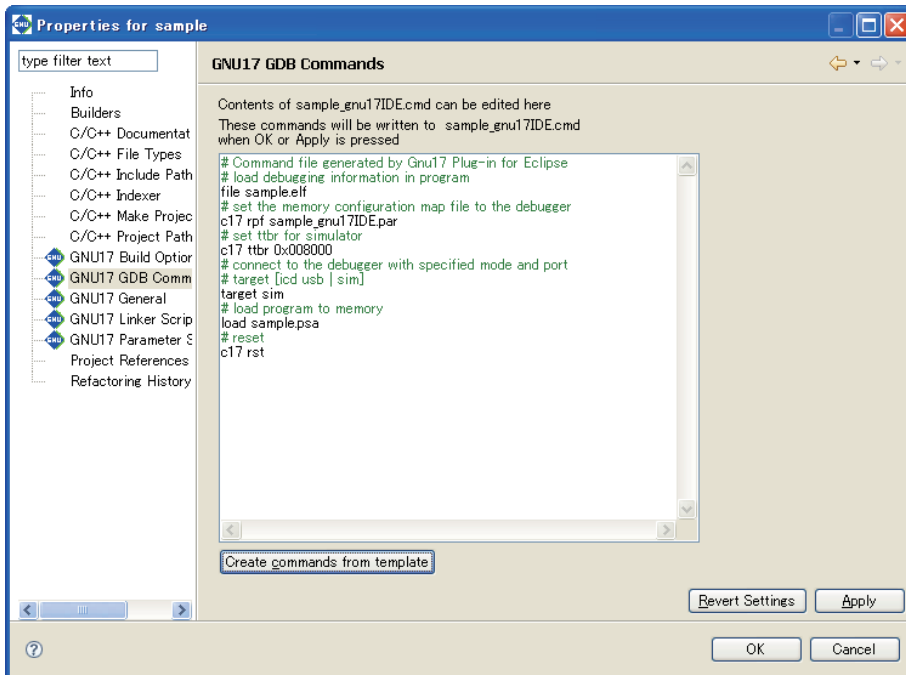 Properties for sample
type filter text
Info
Builders
C/C++ Documentat
C/C++ File Types
C/C++ Include Path
C/C++ Indexer
C/C++ Make Projec
C/C++ Project Path
GNU17 Build Option
GNU17 GDB Comm
GNU17 General
GNU17 Linker Scrip
GNU17 Parameter S
Project References
Refactoring History
GNU17 GDB Commands
Contents of sample_gnu17IDE.cmd can be edited here
These commands will be written to sample_gnu17IDE.cmd
when OK or Apply is pressed
# Command file generated by Gnu17 Plug-in for Eclipse
# load debugging information in program
file sample.elf
# set the memory configuration map file to the debugger
c17 rpf sample_gnu17IDE.par
# set ttbr for simulator
c17 ttbr 0x008000
# connect to the debugger with specified mode and port
# target [icd usb | sim]
target sim
# load program to memory
load sample.psa
# reset
c17 rst
Create commands from template
Revert Settings
Apply
OK
Cancel